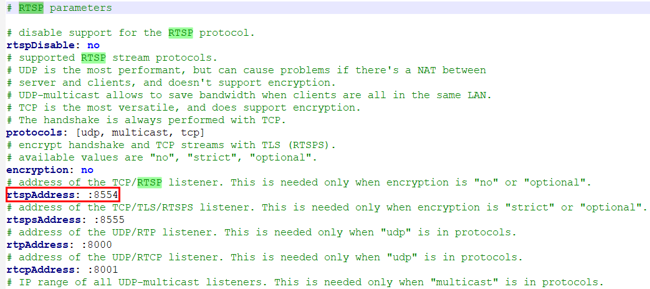 # RTSP parameters
# disable support for the RTSP protocol.
rtspDisable: no
# supported RTSP stream protocols.
# UDP is the most performant, but can cause problems if there's a NAT between
# server and clients, and doesn't support encryption.
# UDP-multicast allows to save bandwidth when clients are all in the same LAN.
# TCP is the most versatile, and does support encryption.
# The handshake is always performed with TCP.
protocols: [udp, multicast, tcp]
# encrypt handshake and TCP streams with TLS (RTSPS).
# available values are "no", "strict", "optional".
encryption: no
# address of the TCP/RTSP listener. This is needed only when encryption is "no" or "optional".
rtspAddress: :8554
# address of the TCP/TLS/RTSPS listener. This is needed only when encryption is "strict" or "optional".
rtspsAddress: :8555
# address of the UDP/RTP listener. This is needed only when "udp" is in protocols.
rtpAddress: :8000
# address of the UDP/RTCP listener. This is needed only when "udp" is in protocols.
rtcpAddress: :8001
# IP range of all UDP-multicast listeners. This is needed only when "multicast" is in protocols.